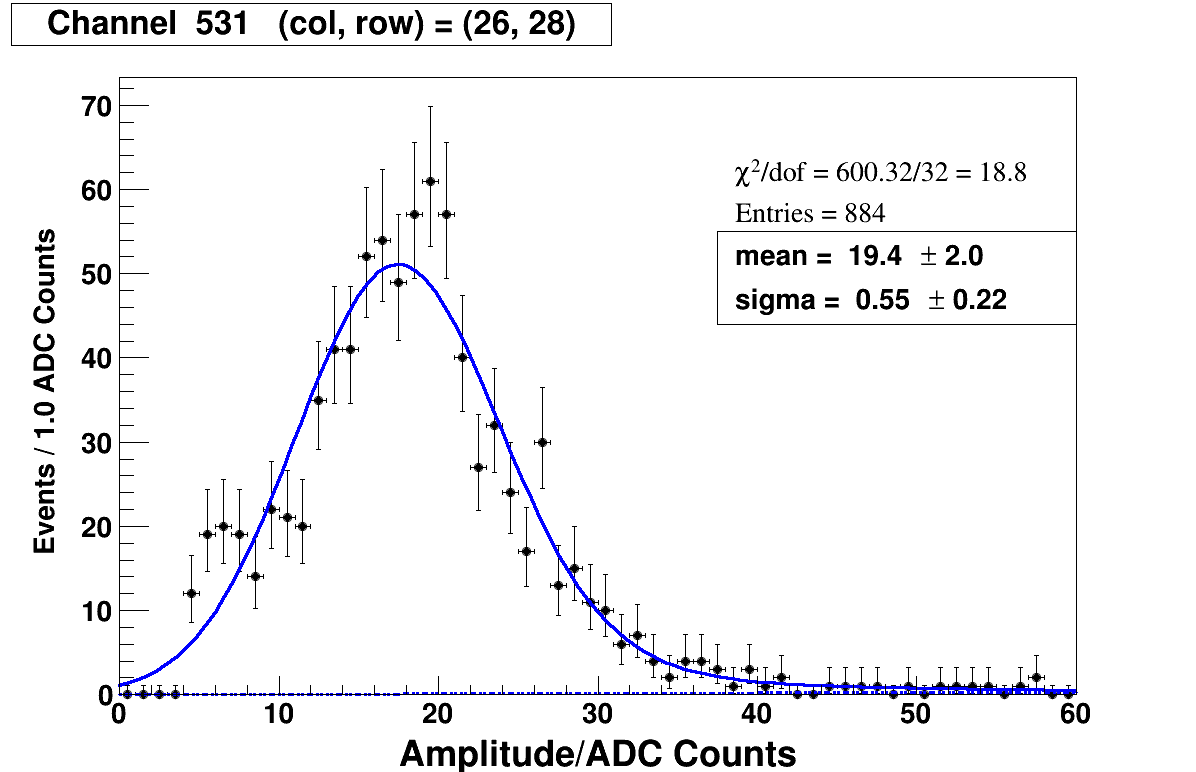 Channel 531 (col, row) = (26, 28)
70
60
50
40
30
20
10
0
Events / 1.0 ADC Counts
χ²/dof = 600.32/32 = 18.8
Entries = 884
mean = 19.4 ± 2.0
sigma = 0.55 ± 0.22
0 10 20 30 40 50 60
Amplitude/ADC Counts